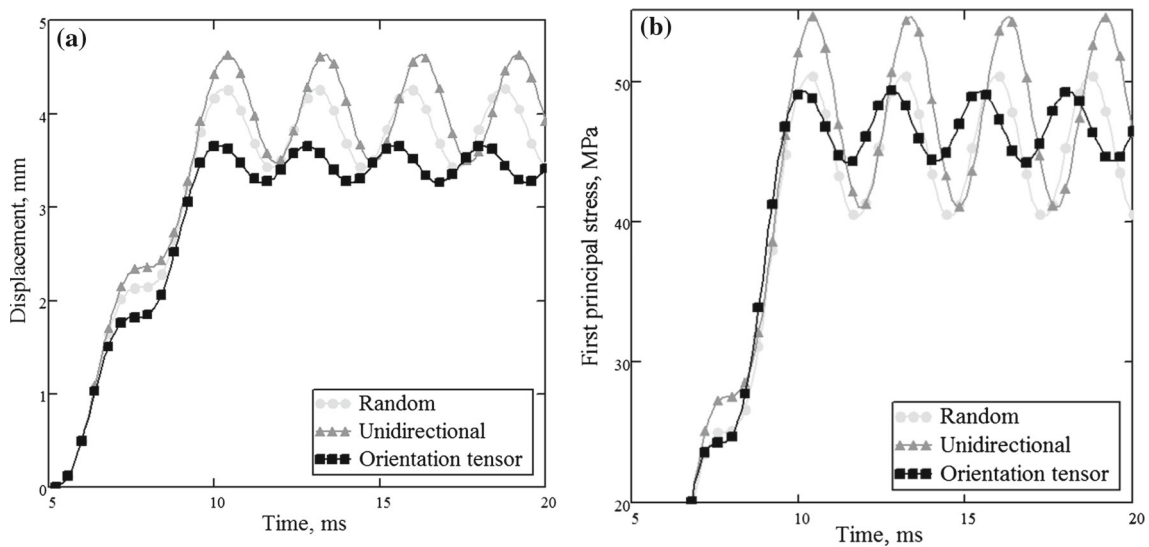 (a)
5
4
3
2
1
0
Displacement, mm
Random
Unidirectional
Orientation tensor
5
10
15
20
Time, ms
(b)
50
40
30
20
First principal stress, MPa
Random
Unidirectional
Orientation tensor
5
10
15
20
Time, ms